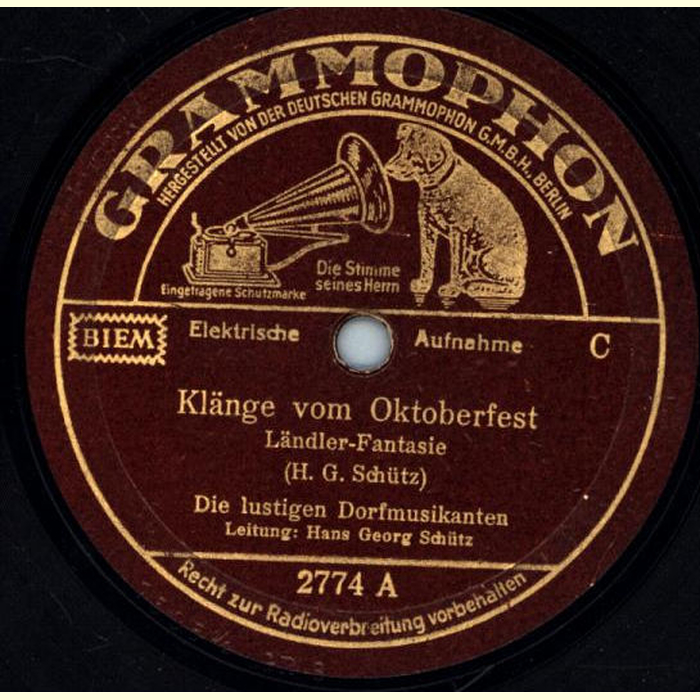 GRAMMOPHON
HERGESTELLT VON DER DEUTSCHEN GRAMMOPHON G.M.B.H. BERLIN
Die Stimme
seines Herrn
Eingetragene Schutzmarke
BIEM
Elektrische Aufnahme C
Klänge vom Oktoberfest
Ländler-Fantasie
(H. G. Schütz)
Die lustigen Dorfmusikanten
Leitung: Hans Georg Schütz
2774 A
Recht zur Radioverbreitung vorbehalten